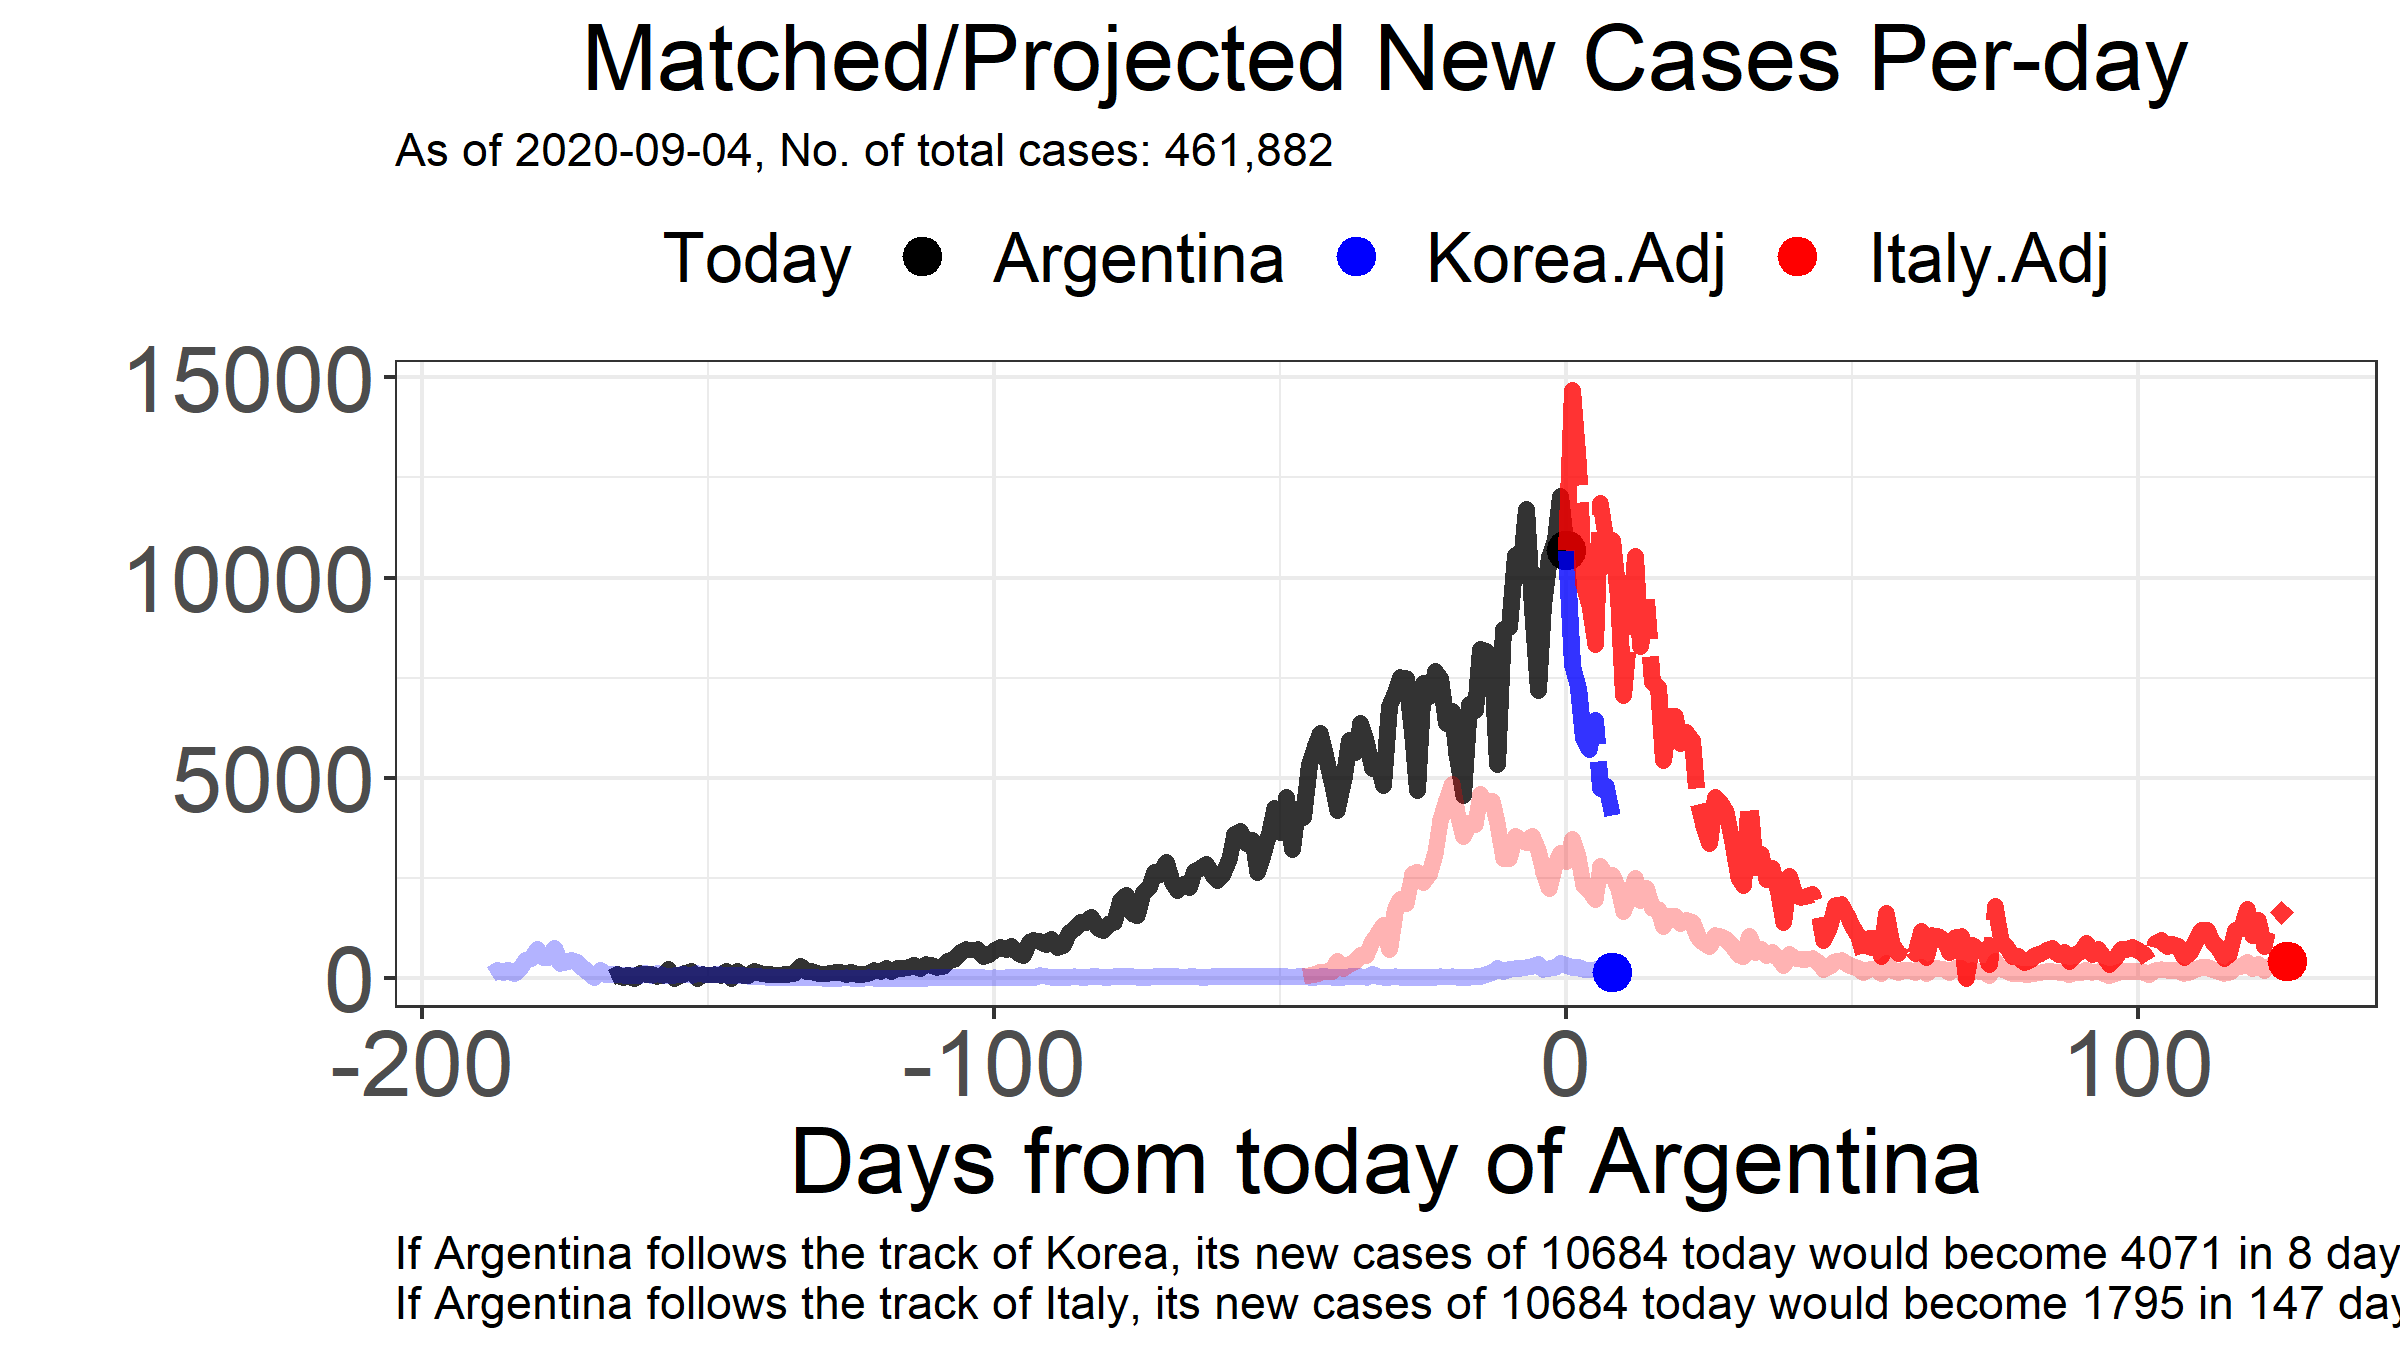 Matched/Projected New Cases Per-day
As of 2020-09-04, No. of total cases: 461,882
Today Argentina Korea.Adj Italy.Adj
15000
10000
5000
0
-200 -100 0 100
Days from today of Argentina
If Argentina follows the track of Korea, its new cases of 10684 today would become 4071 in 8 day
If Argentina follows the track of Italy, its new cases of 10684 today would become 1795 in 147 day